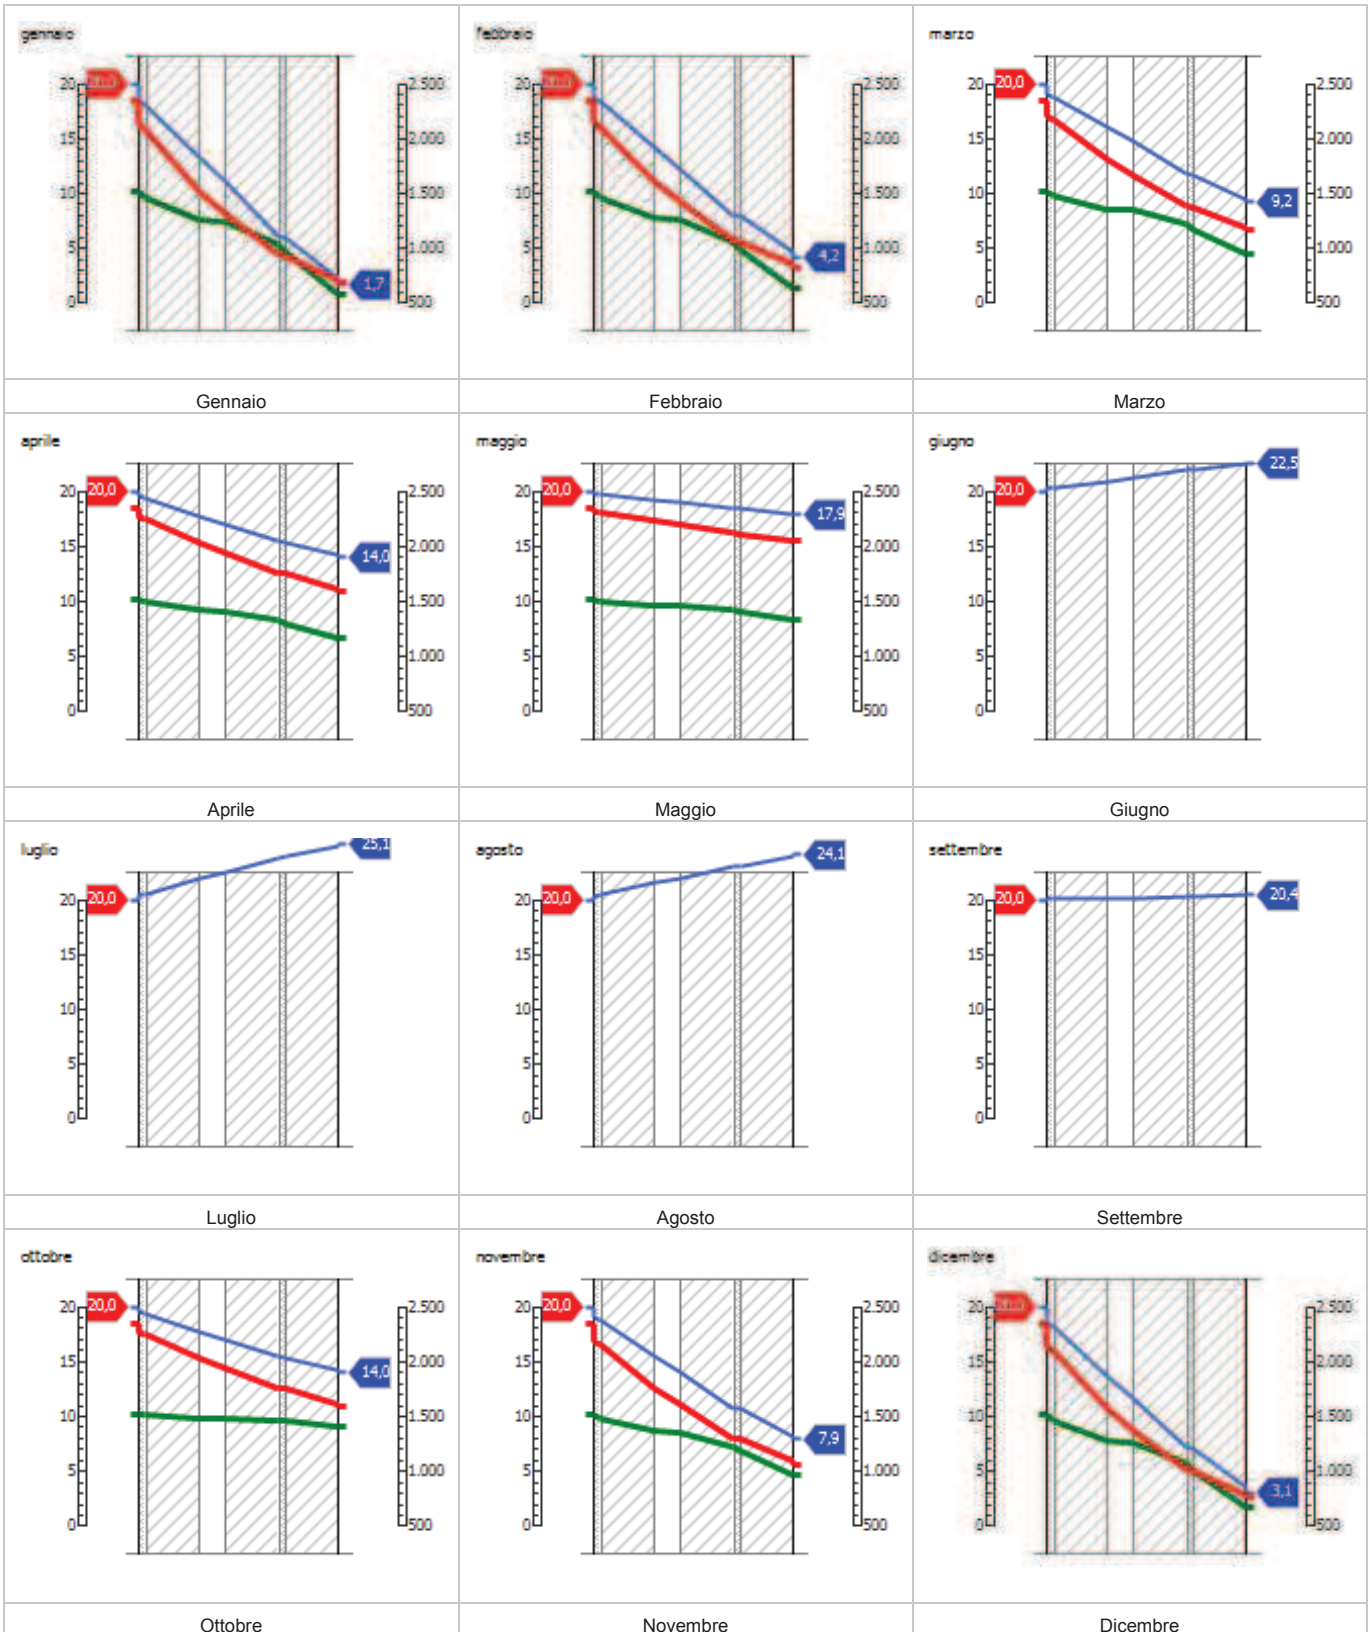 gennaio
20 20,0 2.500
15 2.000
10 1.500
5 1.000
1,7
0 500
Gennaio
febbraio
20 20,0 2.500
15 2.000
10 1.500
5 4,2 1.000
0 500
Febbraio
marzo
20 20,0 2.500
15 2.000
10 9,2 1.500
5 1.000
0 500
Marzo
aprile
20 20,0 2.500
15 14,0 2.000
10 1.500
5 1.000
0 500
Aprile
maggio
20 20,0 2.500
17,9
15 2.000
10 1.500
5 1.000
0 500
Maggio
giugno
22,5
20 20,0
15
10
5
0
Giugno
luglio
25,1
20 20,0
15
10
5
0
Luglio
agosto
24,1
20 20,0
15
10
5
0
Agosto
settembre
20 20,0 20,4
15
10
5
0
Settembre
ottobre
20 20,0 2.500
15 14,0 2.000
10 1.500
5 1.000
0 500
Ottobre
novembre
20 20,0 2.500
15 2.000
10 1.500
7,9
5 1.000
0 500
Novembre
dicembre
20 20,0 2.500
15 2.000
10 1.500
5 1.000
3,1
0 500
Dicembre